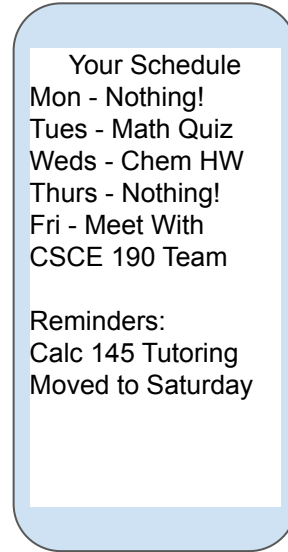 Your Schedule
Mon - Nothing!
Tues - Math Quiz
Weds - Chem HW
Thurs - Nothing!
Fri - Meet With
CSCE 190 Team
Reminders:
Calc 145 Tutoring
Moved to Saturday